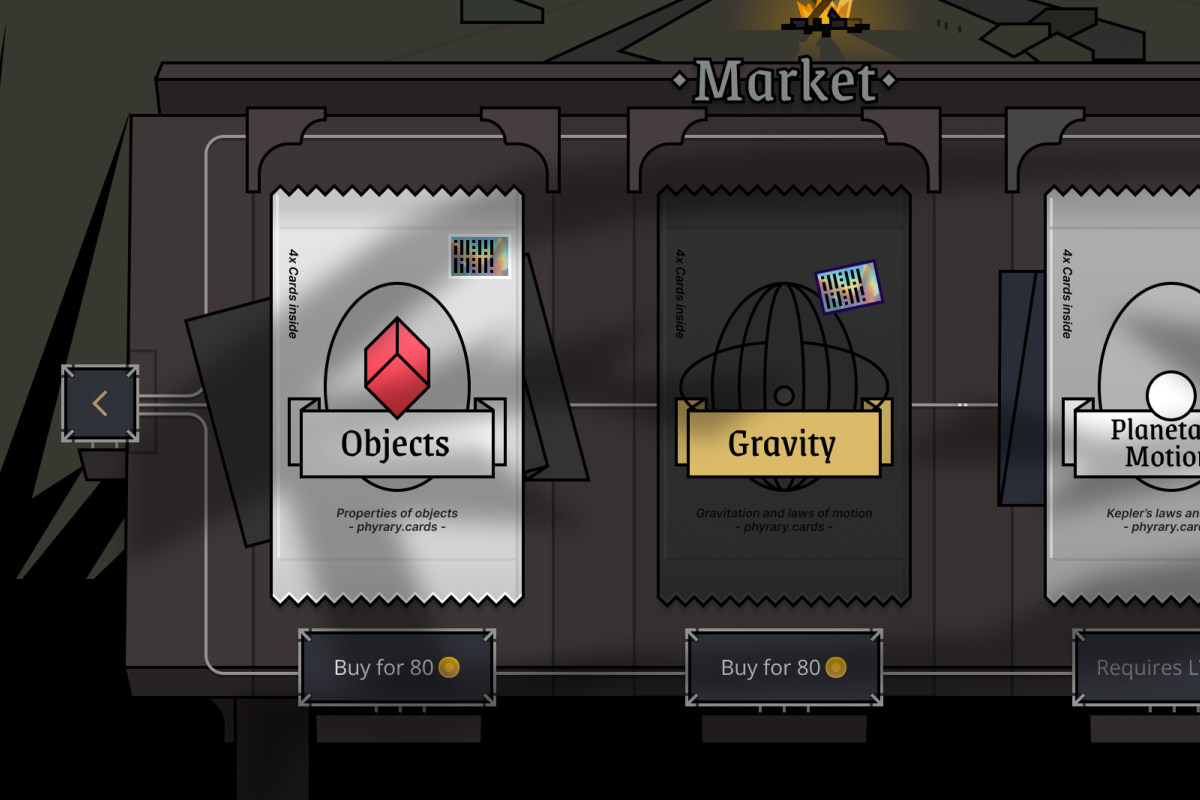 Market
4x Cards inside
Objects
Properties of objects
- phyrary.cards -
Buy for 80
4x Cards inside
Gravity
Gravitation and laws of motion
- phyrary.cards -
Buy for 80
4x Cards inside
Planeta
Motio
Kepler's laws an
- phyrary.cards
Requires L